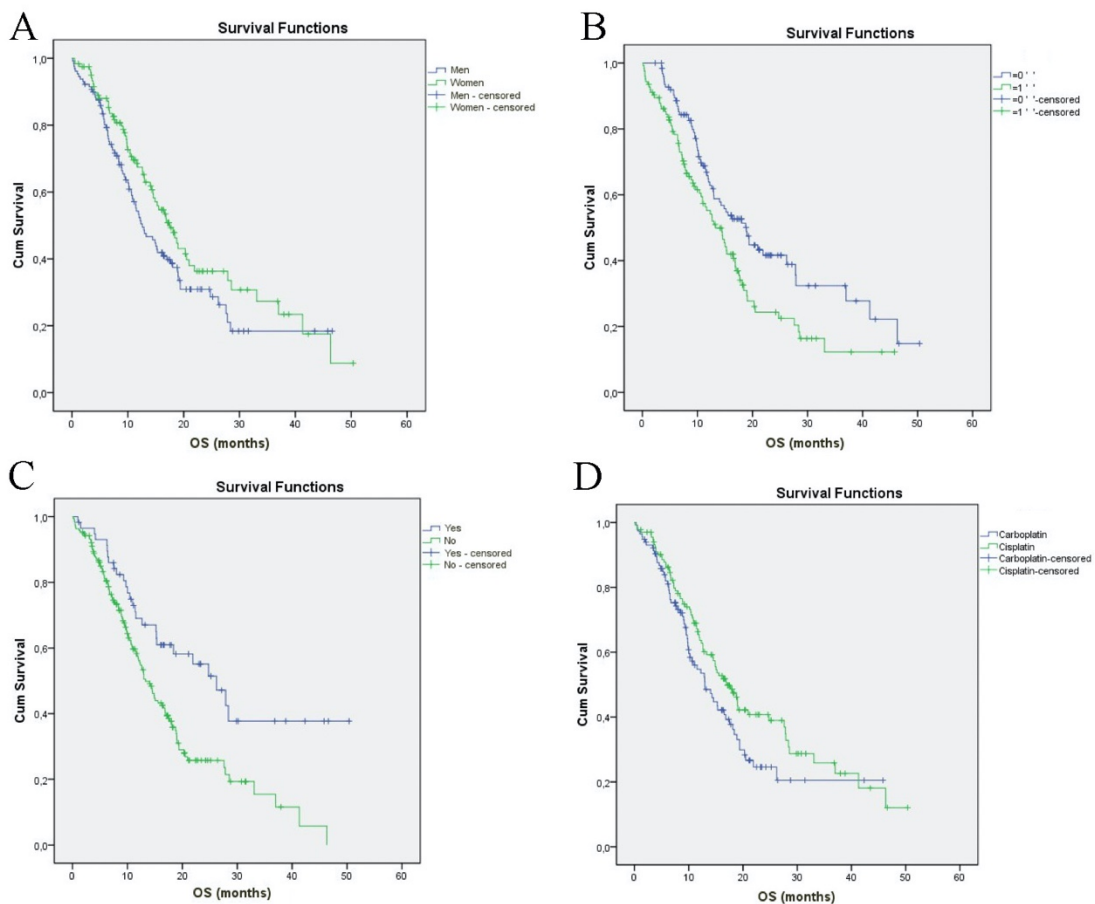 A
Survival Functions
Men
Women
Men - censored
Women - censored
1,0
0,8
0,6
0,4
0,2
0,0
Cum Survival
0 10 20 30 40 50 60
OS (months)
B
Survival Functions
=0 ' '
=1 ' '
=0 ' '-censored
=1 ' '-censored
1,0
0,8
0,6
0,4
0,2
0,0
Cum Survival
0 10 20 30 40 50 60
OS (months)
C
Survival Functions
Yes
No
Yes - censored
No - censored
1,0
0,8
0,6
0,4
0,2
0,0
Cum Survival
0 10 20 30 40 50 60
OS (months)
D
Survival Functions
Carboplatin
Cisplatin
Carboplatin-censored
Cisplatin-censored
1,0
0,8
0,6
0,4
0,2
0,0
Cum Survival
0 10 20 30 40 50 60
OS (months)